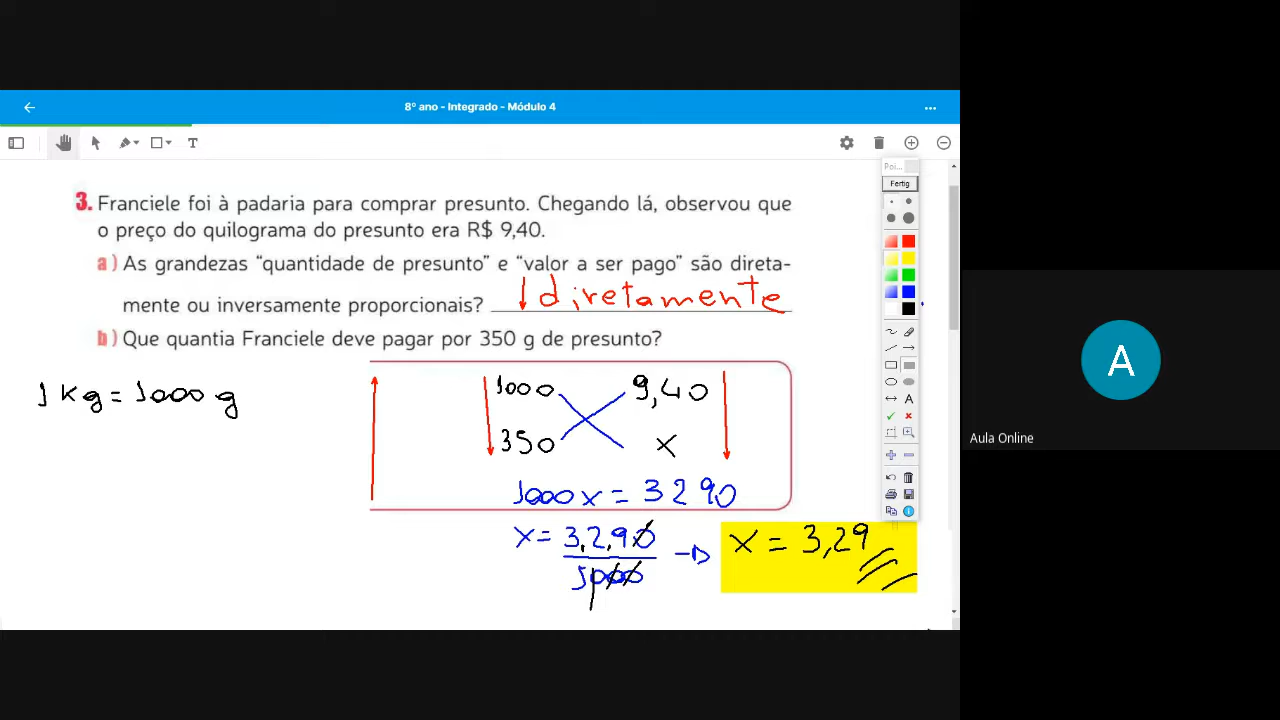 8º ano - Integrado - Módulo 4
T
Poi...
Fertig
3. Franciele foi à padaria para comprar presunto. Chegando lá, observou que
o preço do quilograma do presunto era R$ 9,40.
a) As grandezas “quantidade de presunto” e “valor a ser pago” são direta-
mente ou inversamente proporcionais? diretamente
b) Que quantia Franciele deve pagar por 350 g de presunto?
1 Kg = 1000 g
1000 9,40
350 x
1000x = 3290
x = 3290
1000
x = 3,29
A
A
Aula Online